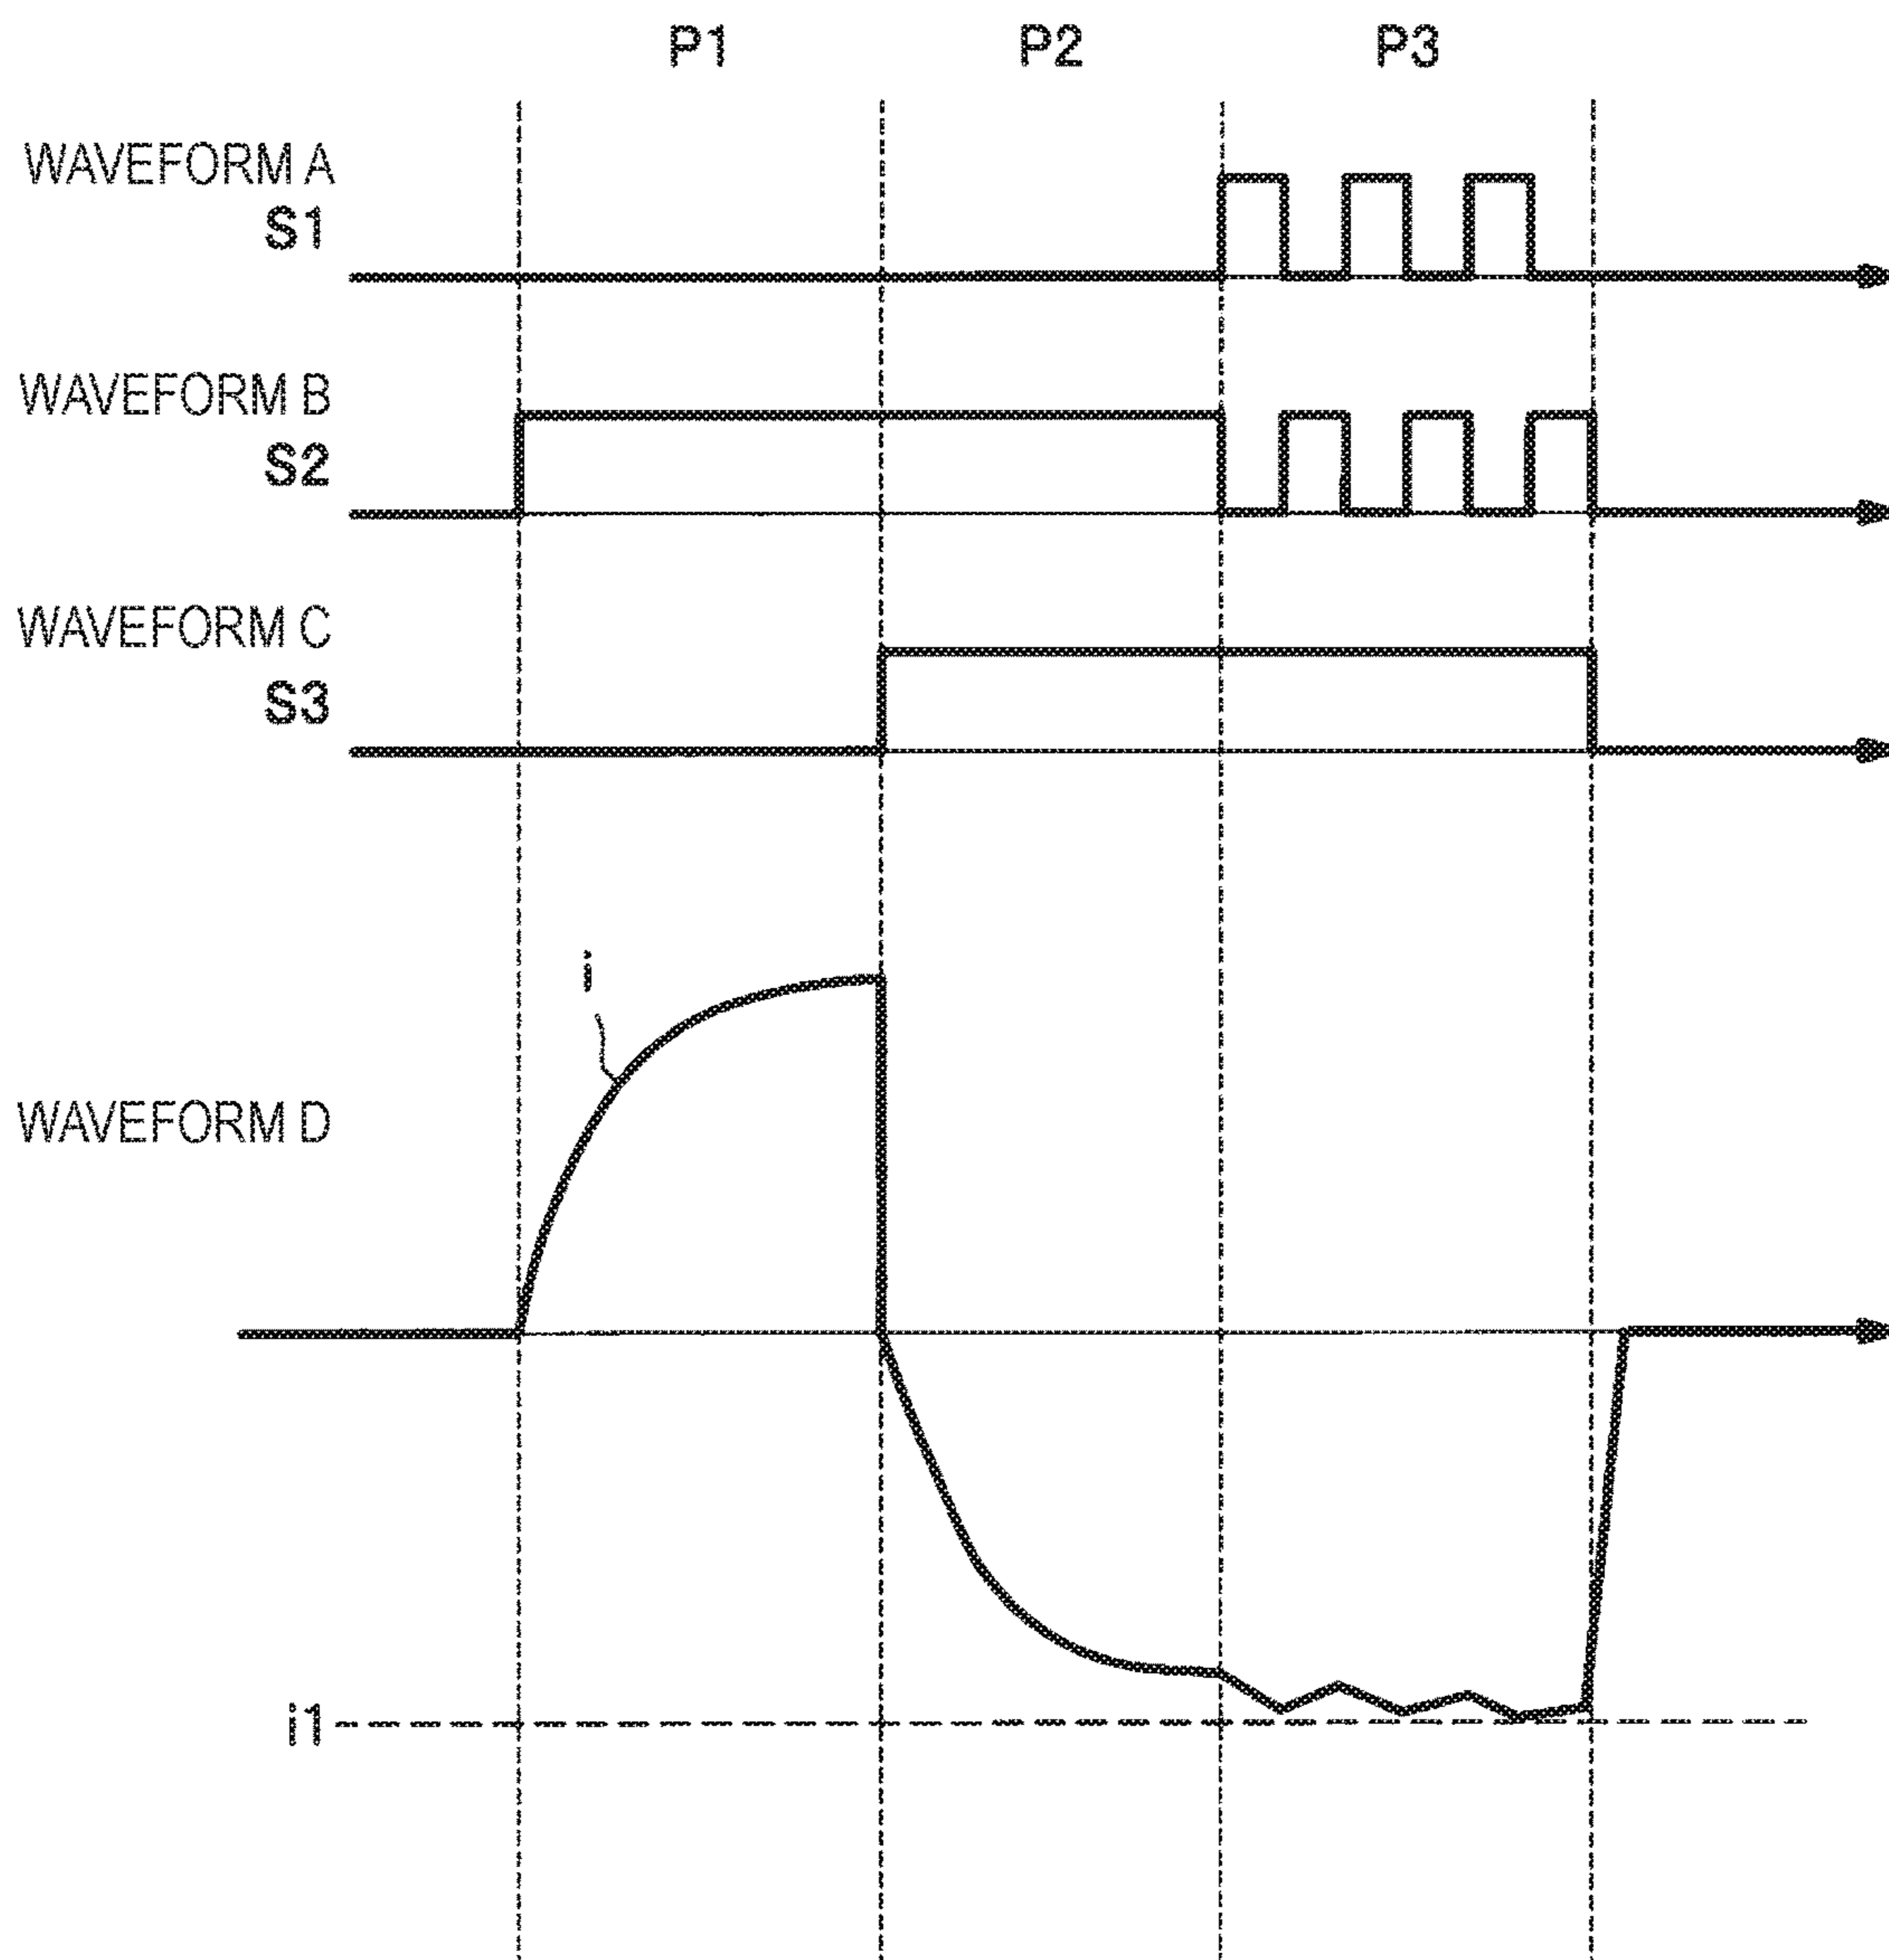 P1 P2 P3
WAVEFORM A
S1
WAVEFORM B
S2
WAVEFORM C
S3
i
WAVEFORM D
i1